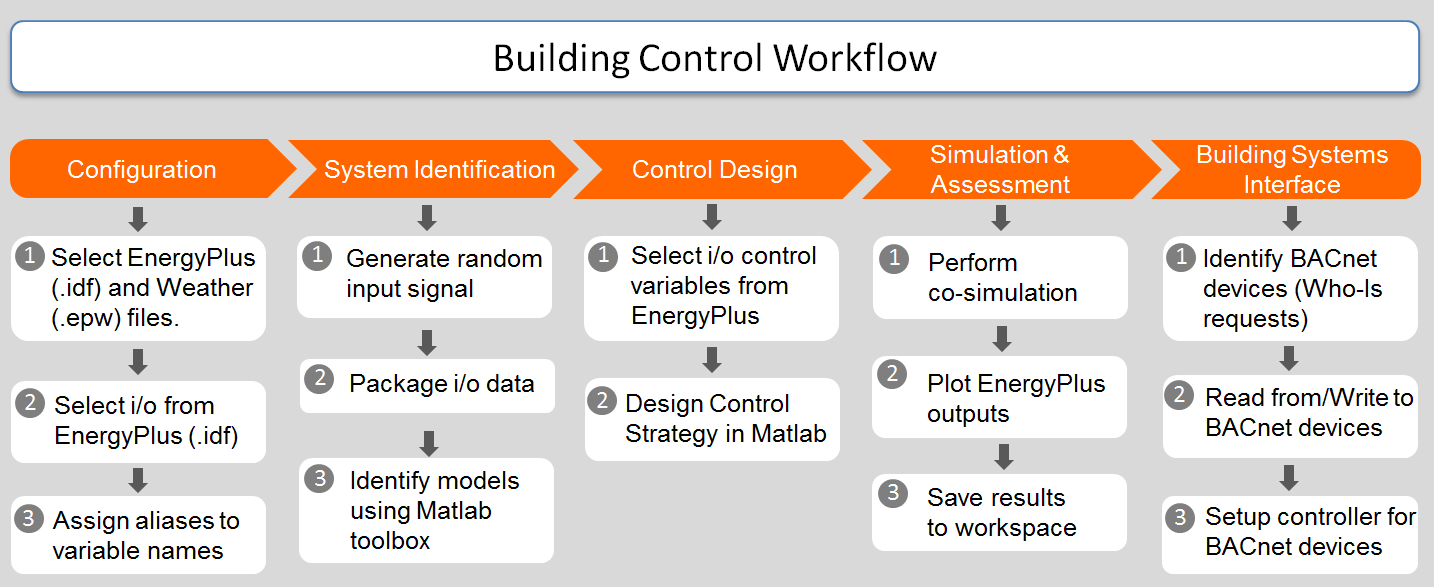 Building Control Workflow
Configuration
System Identification
Control Design
Simulation &
Assessment
Building Systems
Interface
1
Select EnergyPlus
(.idf) and Weather
(.epw) files.
2
Select i/o from
EnergyPlus (.idf)
3
Assign aliases to
variable names
1
Generate random
input signal
2
Package i/o data
3
Identify models
using Matlab
toolbox
1
Select i/o control
variables from
EnergyPlus
2
Design Control
Strategy in Matlab
1
Perform
co-simulation
2
Plot EnergyPlus
outputs
3
Save results
to workspace
1
Identify BACnet
devices (Who-Is
requests)
2
Read from/Write to
BACnet devices
3
Setup controller for
BACnet devices